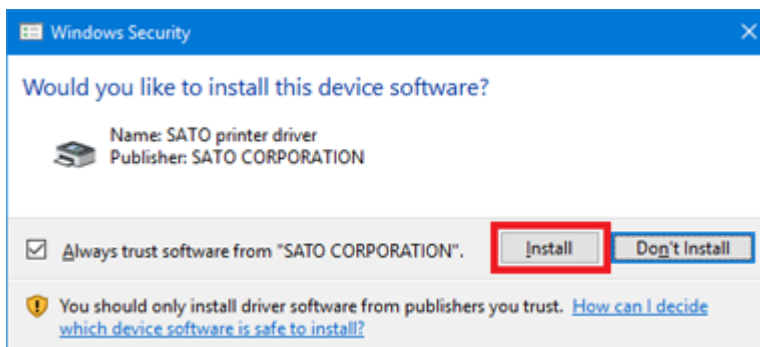 Windows Security
Would you like to install this device software?
Name: SATO printer driver
Publisher: SATO CORPORATION
Always trust software from "SATO CORPORATION". Install Don't Install
You should only install driver software from publishers you trust. How can I decide
which device software is safe to install?